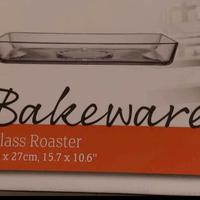 Bakeware
lass Roaster
x 27cm, 15.7 x 10.6"